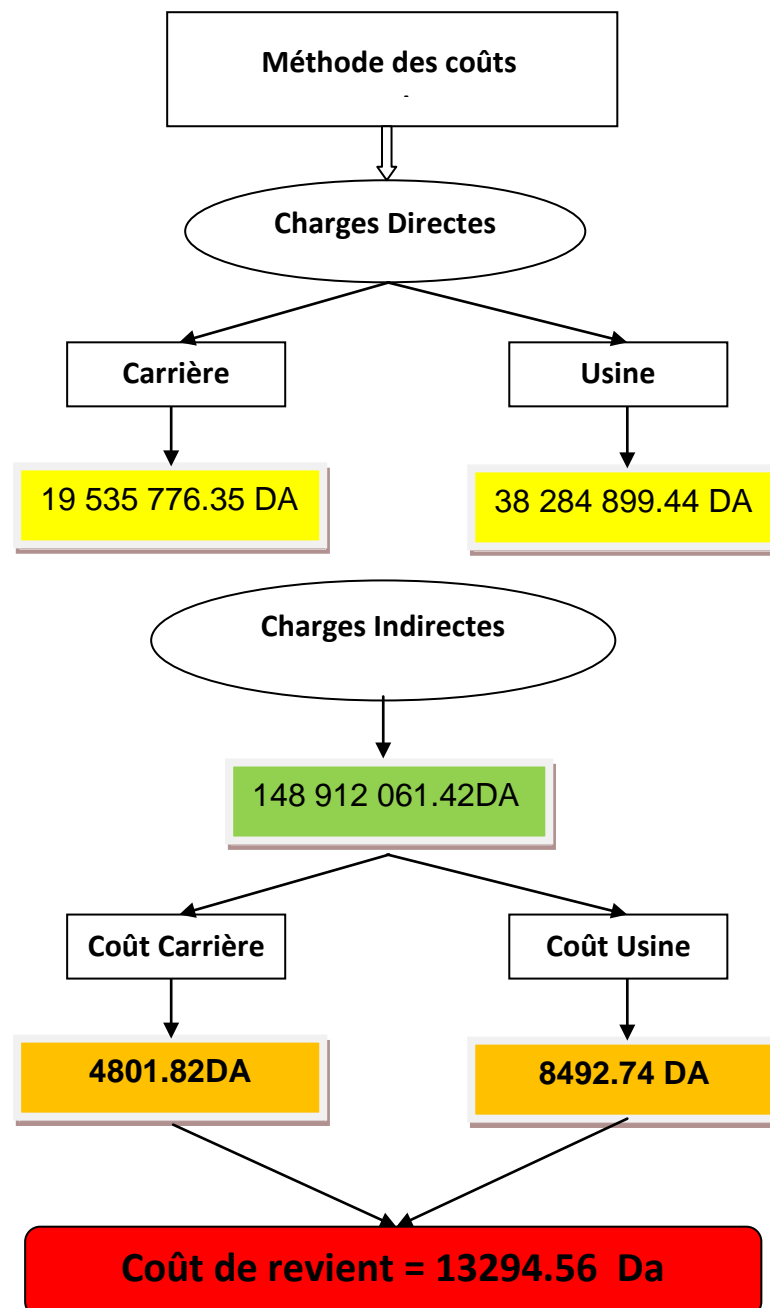 Méthode des coûts
Charges Directes
Carrière
Usine
19 535 776.35 DA
38 284 899.44 DA
Charges Indirectes
148 912 061.42DA
Coût Carrière
Coût Usine
4801.82DA
8492.74 DA
Coût de revient = 13294.56 Da